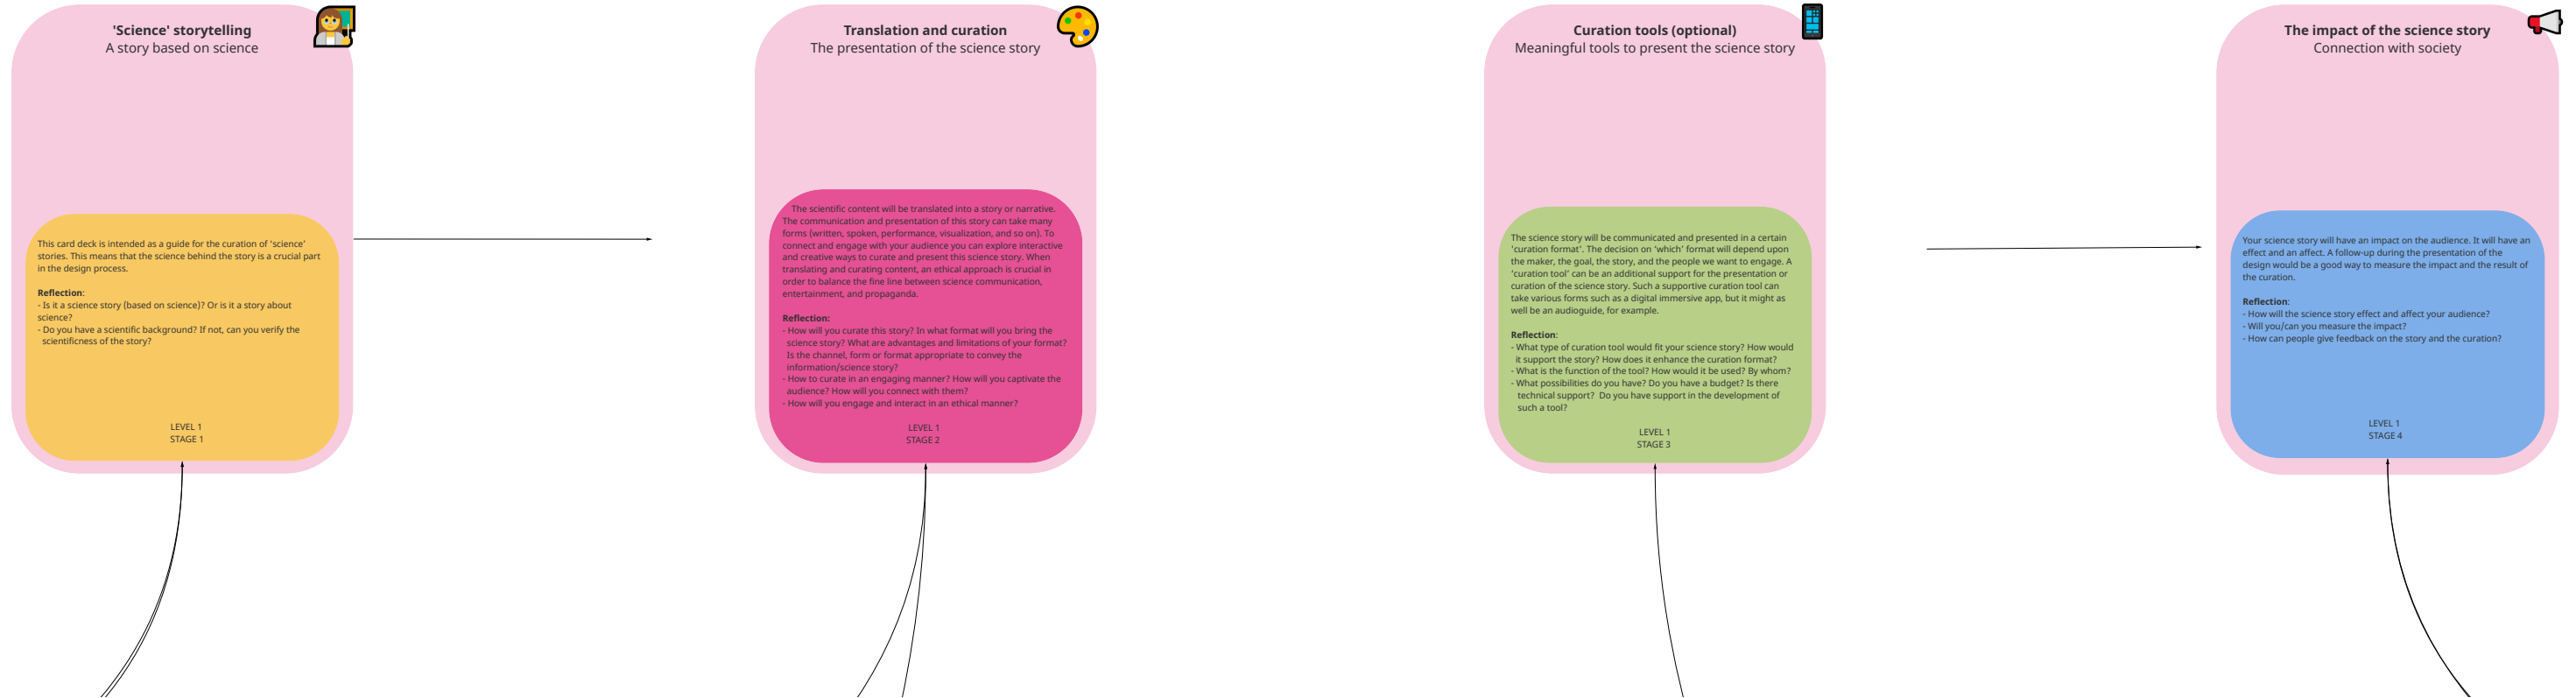 'Science' storytelling
A story based on science
This card deck is intended as a guide for the curation of 'science'
stories. This means that the science behind the story is a crucial part
in the design process.
Reflection:
- Is it a science story (based on science)? Or is it a story about
science?
- Do you have a scientific background? If not, can you verify the
scientificness of the story?
LEVEL 1
STAGE 1
Translation and curation
The presentation of the science story
The scientific content will be translated into a story or narrative.
The communication and presentation of this story can take many
forms (written, spoken, performance, visualization, and so on). To
connect and engage with your audience you can explore interactive
and creative ways to curate and present this science story. When
translating and curating content, an ethical approach is crucial in
order to balance the fine line between science communication,
entertainment, and propaganda.
Reflection:
- How will you curate this story? In what format will you bring the
science story? What are advantages and limitations of your format?
Is the channel, form or format appropriate to convey the
information/science story?
- How to curate in an engaging manner? How will you captivate the
audience? How will you connect with them?
- How will you engage and interact in an ethical manner?
LEVEL 1
STAGE 2
Curation tools (optional)
Meaningful tools to present the science story
The science story will be communicated and presented in a certain
'curation format'. The decision on 'which' format will depend upon
the maker, the goal, the story, and the people we want to engage. A
'curation tool' can be an additional support for the presentation or
curation of the science story. Such a supportive curation tool can
take various forms such as a digital immersive app, but it might as
well be an audioguide, for example.
Reflection:
- What type of curation tool would fit your science story? How would
it support the story? How does it enhance the curation format?
- What is the function of the tool? How would it be used? By whom?
- What possibilities do you have? Do you have a budget? Is there
technical support? Do you have support in the development of
such a tool?
LEVEL 1
STAGE 3
The impact of the science story
Connection with society
Your science story will have an impact on the audience. It will have an
effect and an affect. A follow-up during the presentation of the
design would be a good way to measure the impact and the result of
the curation.
Reflection:
- How will the science story effect and affect your audience?
- Will you/can you measure the impact?
- How can people give feedback on the story and the curation?
LEVEL 1
STAGE 4